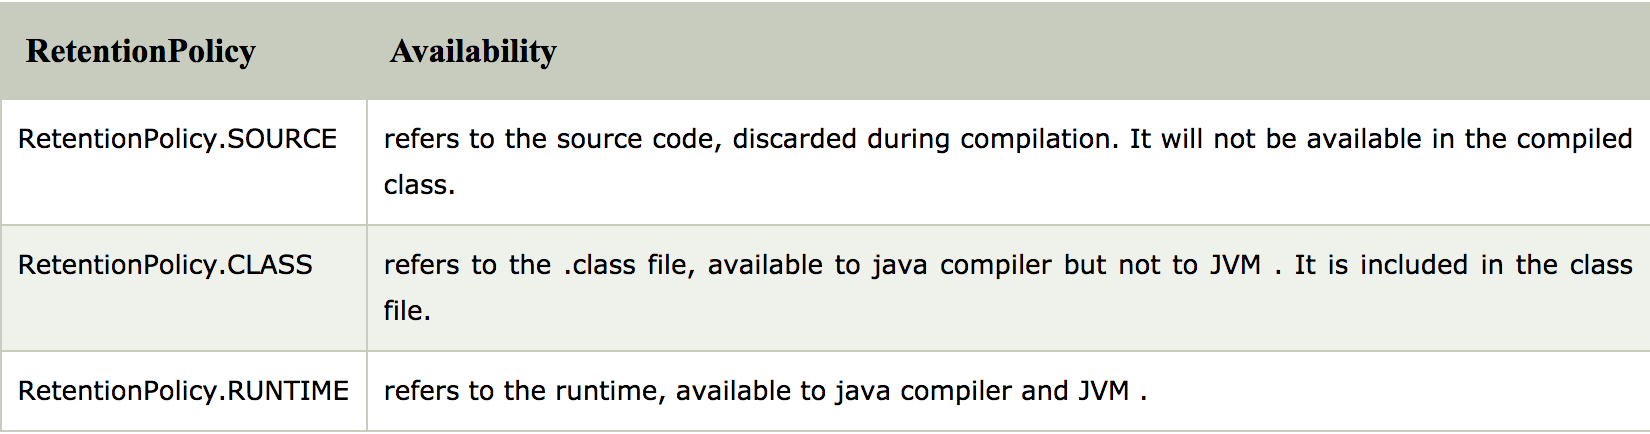 RetentionPolicy Availability
RetentionPolicy.SOURCE refers to the source code, discarded during compilation. It will not be available in the compiled
class.
RetentionPolicy.CLASS refers to the .class file, available to java compiler but not to JVM . It is included in the class
file.
RetentionPolicy.RUNTIME refers to the runtime, available to java compiler and JVM .